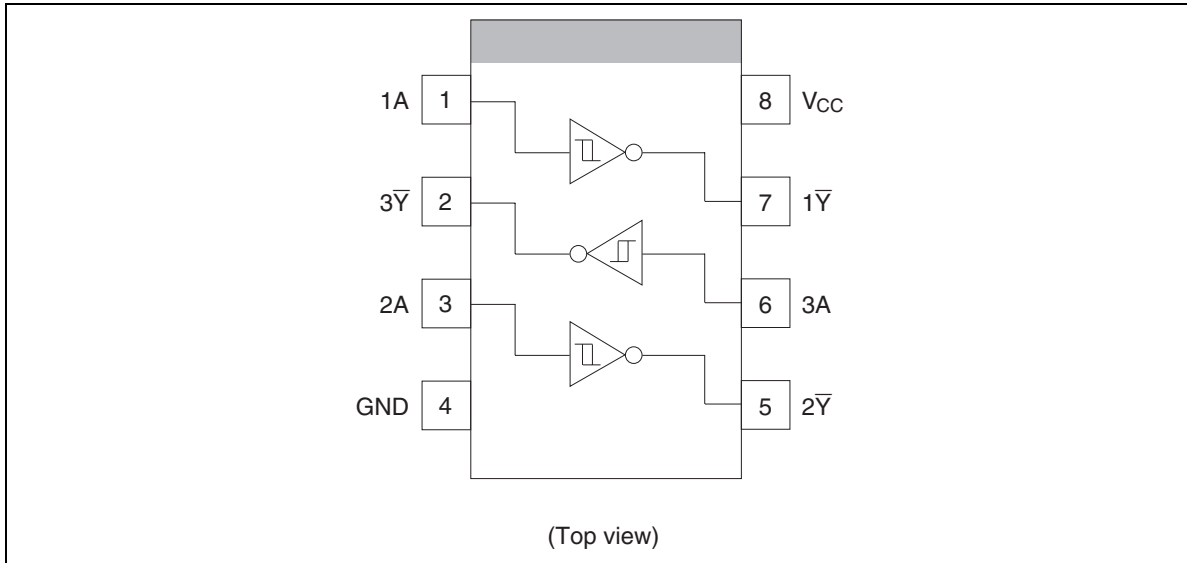 1A 1 8 VCC
3Y̅ 2 7 1Y̅
2A 3 6 3A
GND 4 5 2Y̅
(Top view)